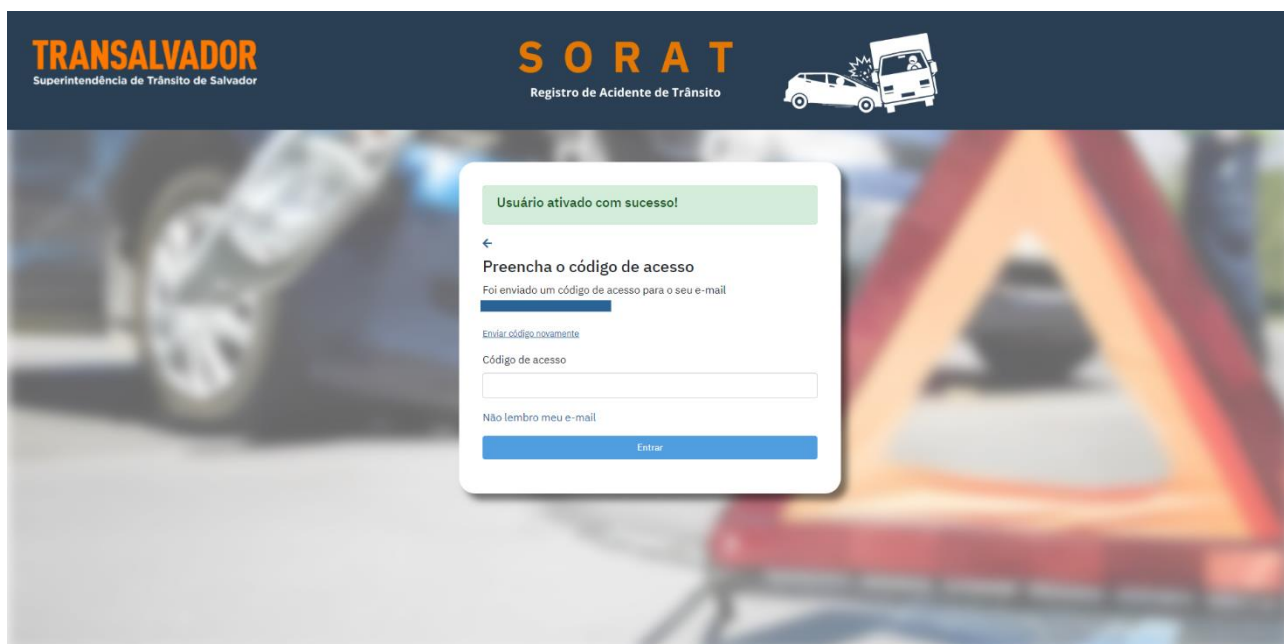 TRANSALVADOR
Superintendência de Trânsito de Salvador
SORAT
Registro de Acidente de Trânsito
Usuário ativado com sucesso!
Preencha o código de acesso
Foi enviado um código de acesso para o seu e-mail
Enviar código novamente
Código de acesso
Não lembro meu e-mail
Entrar